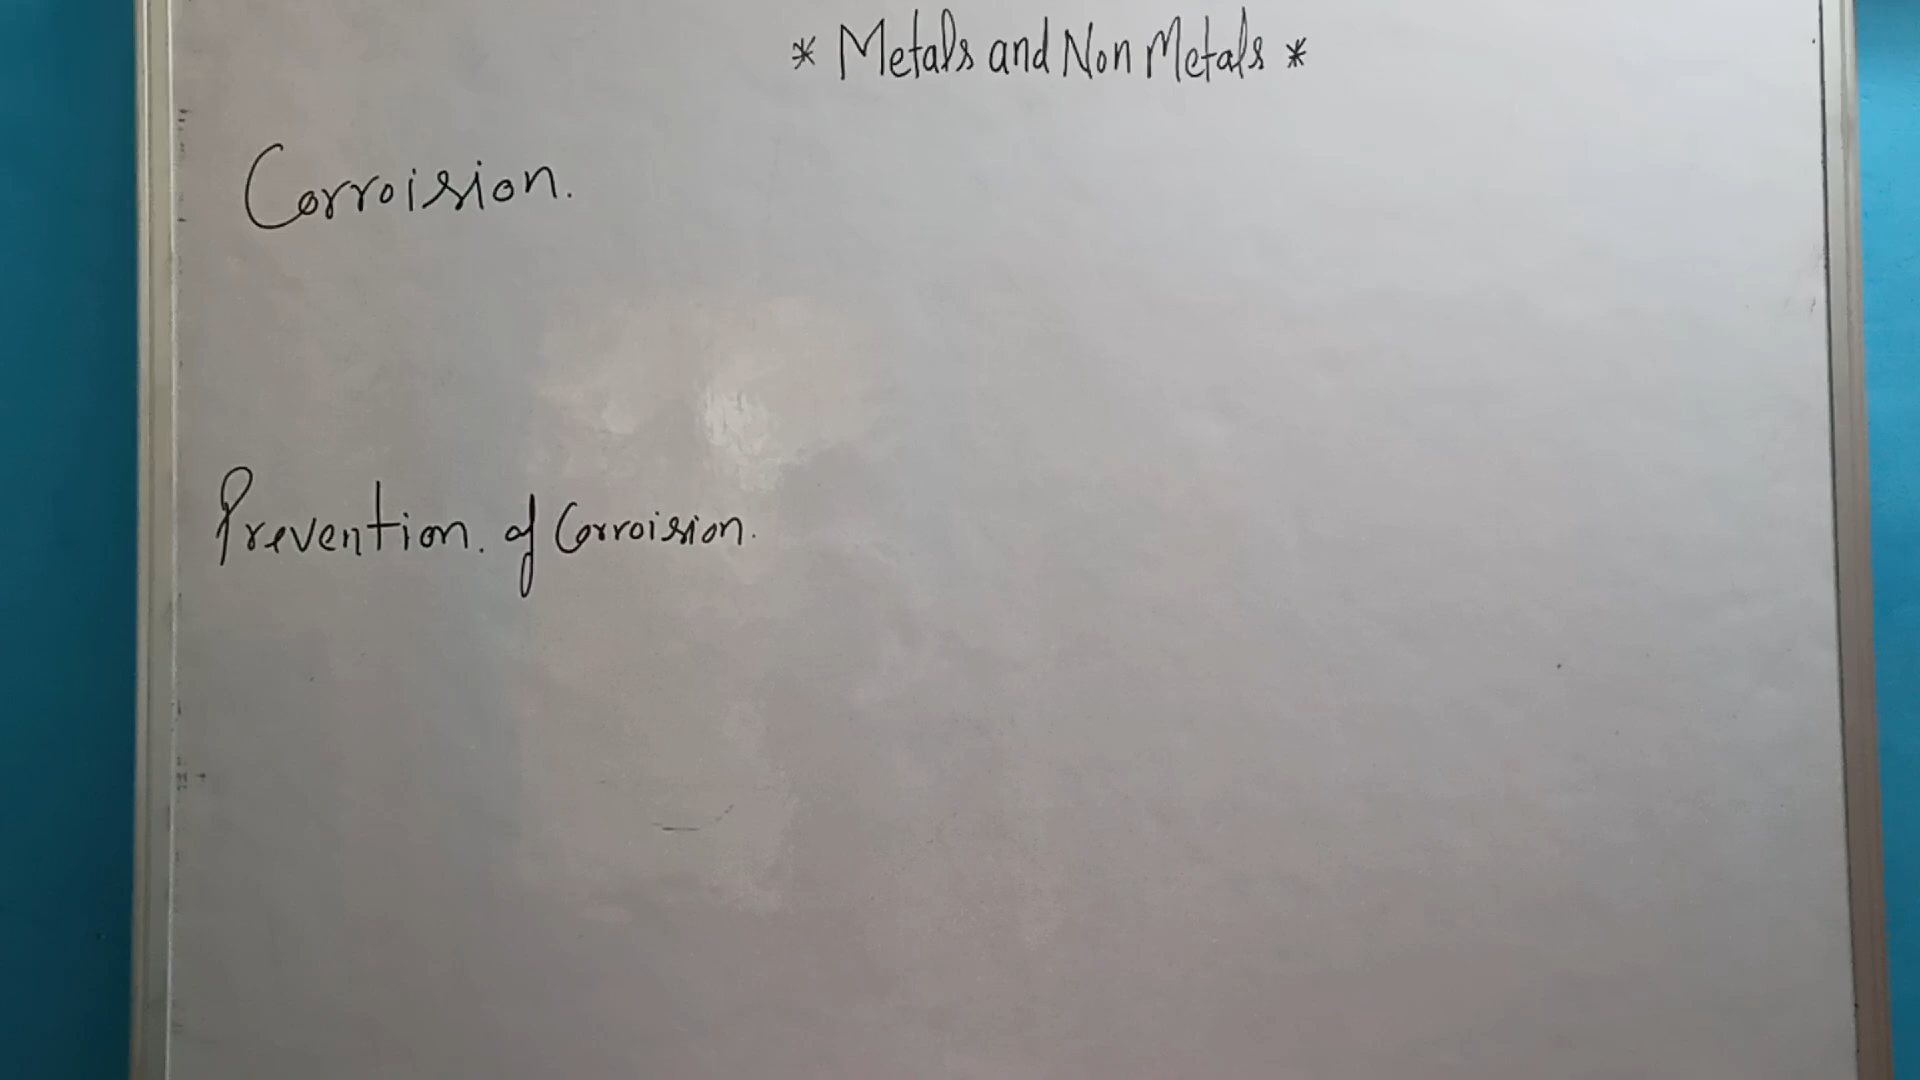 * Metals and Non Metals *
Corroision.
Prevention. of Corroision.